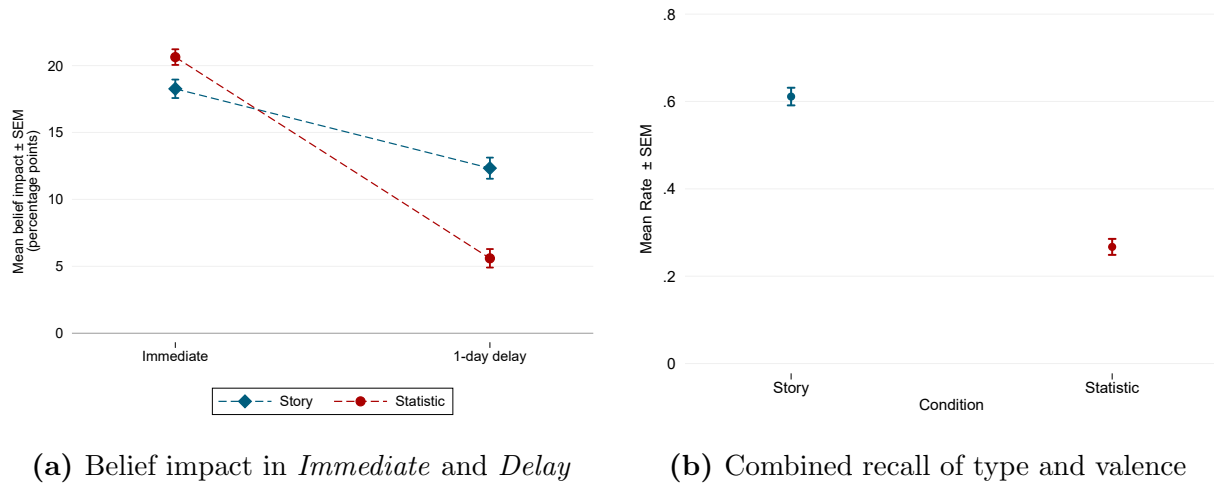 Mean belief impact ± SEM
(percentage points)
20
15
10
5
0
Immediate
1-day delay
Story
Statistic
(a) Belief impact in Immediate and Delay
Mean Rate ± SEM
.8
.6
.4
.2
0
Story
Statistic
Condition
(b) Combined recall of type and valence